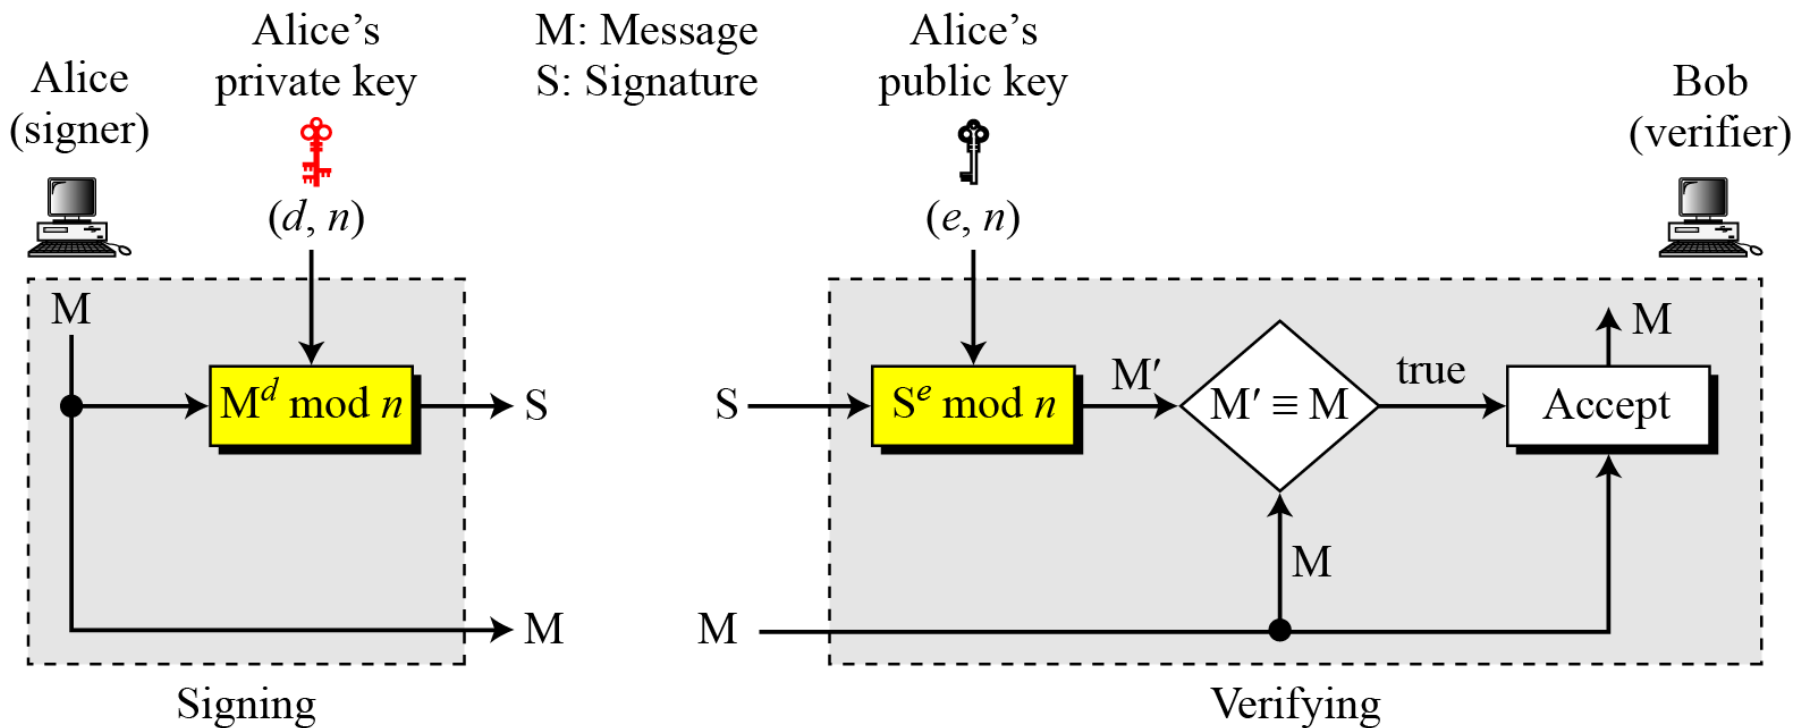 Alice
(signer)
Alice’s
private key
(d, n)
M: Message
S: Signature
Alice’s
public key
(e, n)
Bob
(verifier)
M
Mᵈ mod n
S
M
Signing
S
Sᵉ mod n
M′
M′ ≡ M
true
Accept
M
M
M
Verifying